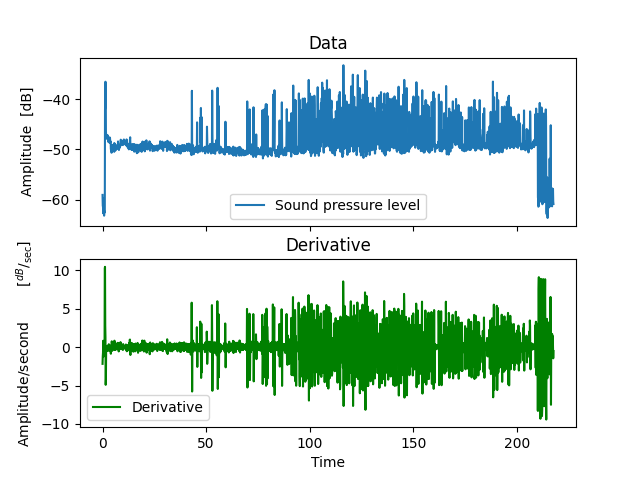 Data
Amplitude [dB]
−40
−50
−60
Sound pressure level
Derivative
Amplitude/second [dB/sec]
10
5
0
−5
−10
Derivative
0
50
100
150
200
Time